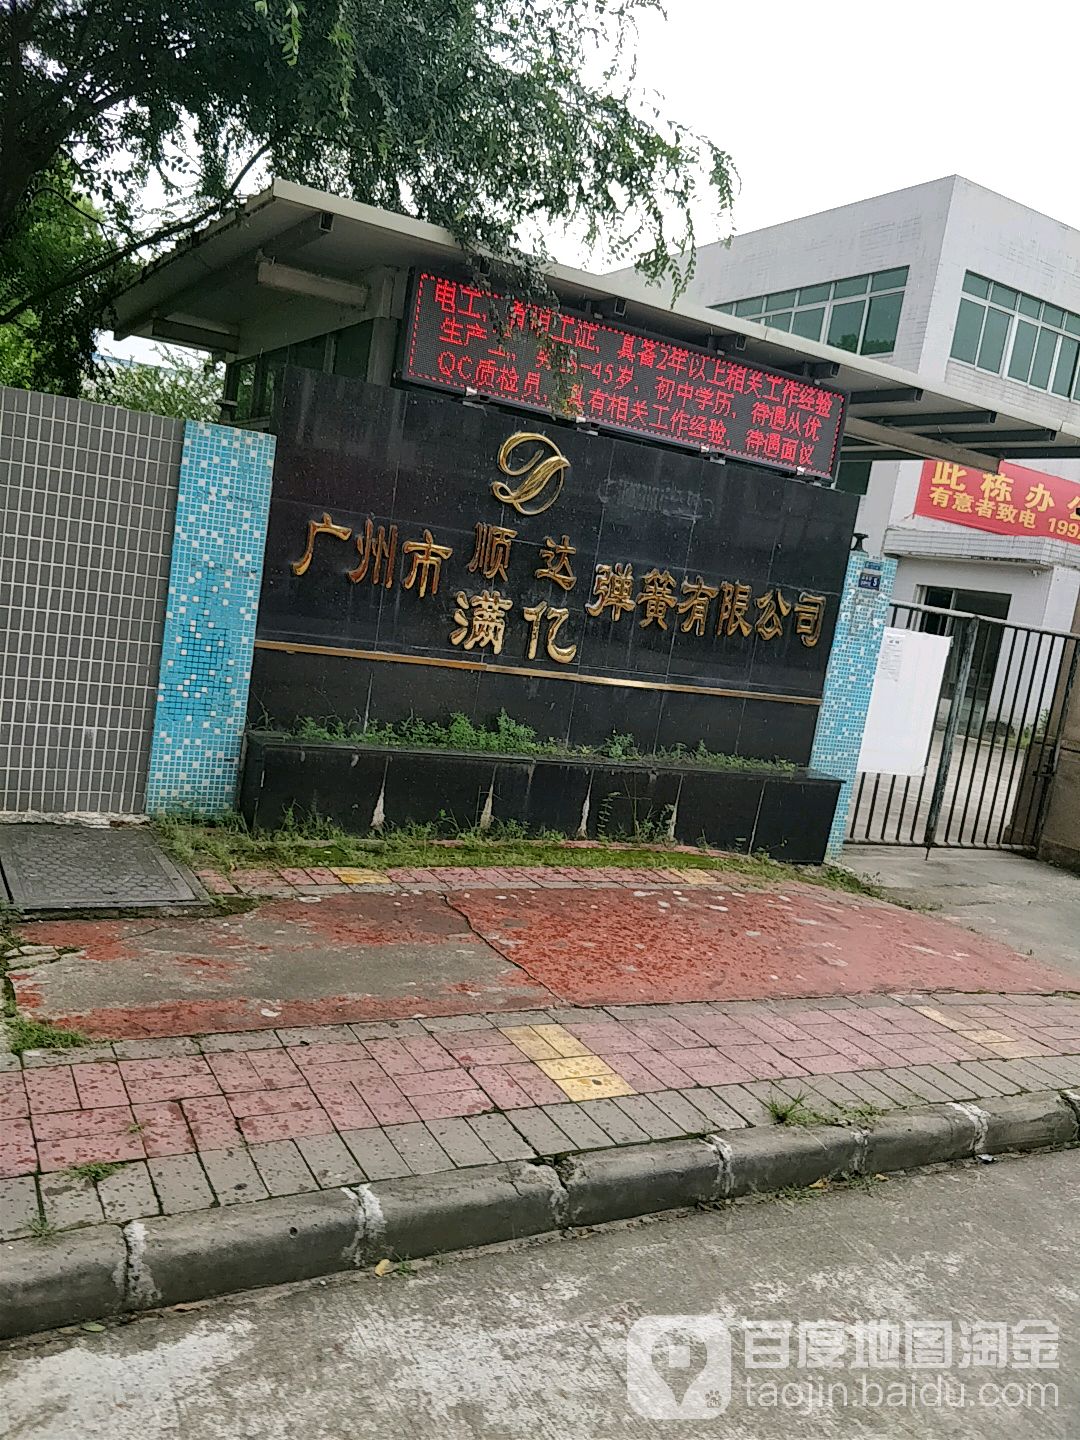 电工, 有电工证, 具备2年以上相关工作经验
生产工, 男18-45岁, 初中学历, 待遇从优
QC质检员, 具有相关工作经验, 待遇面议
广州市 顺达 弹簧有限公司
满亿
此栋办
有意者致电 199
5
百度地图淘金
taojin.baidu.com